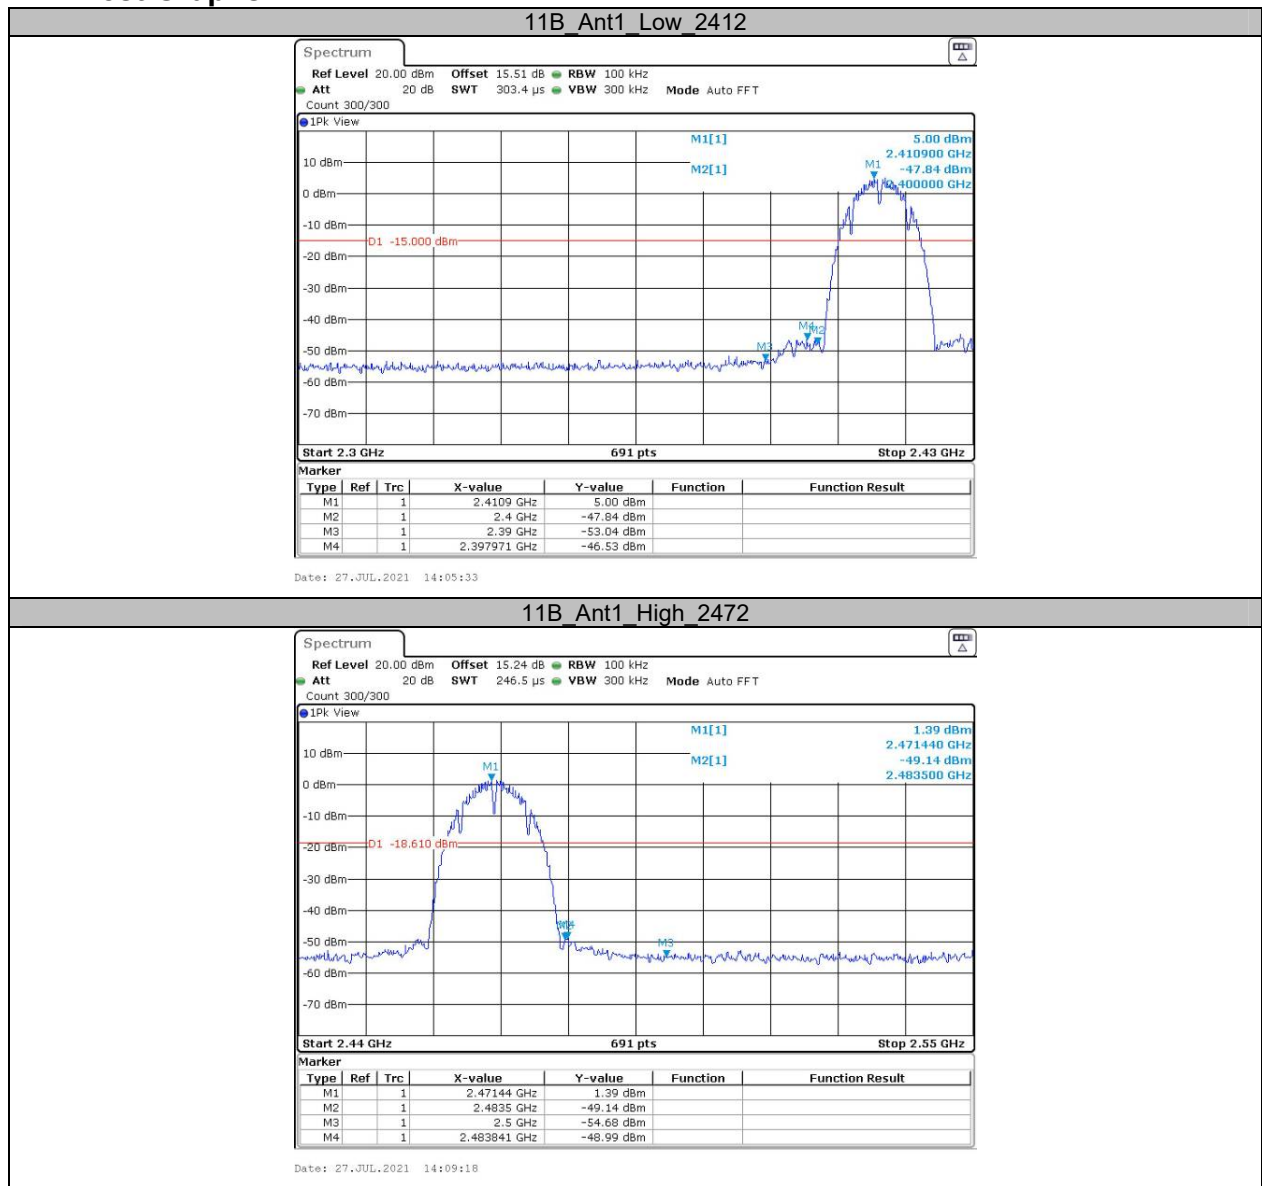 11B_Ant1_Low_2412
Spectrum
Ref Level 20.00 dBm Offset 15.51 dB RBW 100 kHz
Att 20 dB SWT 303.4 µs VBW 300 kHz Mode Auto FFT
Count 300/300
1Pk View
M1[1] 5.00 dBm
2.410900 GHz
M2[1] -47.84 dBm
2.400000 GHz
M1
10 dBm
0 dBm
-10 dBm
D1 -15.000 dBm
-20 dBm
-30 dBm
-40 dBm
M4 M2
M3
-50 dBm
-60 dBm
-70 dBm
Start 2.3 GHz 691 pts Stop 2.43 GHz
Marker
Type Ref Trc X-value Y-value Function Function Result
M1 1 2.4109 GHz 5.00 dBm
M2 1 2.4 GHz -47.84 dBm
M3 1 2.39 GHz -53.04 dBm
M4 1 2.397971 GHz -46.53 dBm
Date: 27.JUL.2021 14:05:33
11B_Ant1_High_2472
Spectrum
Ref Level 20.00 dBm Offset 15.24 dB RBW 100 kHz
Att 20 dB SWT 246.5 µs VBW 300 kHz Mode Auto FFT
Count 300/300
1Pk View
M1[1] 1.39 dBm
2.471440 GHz
M2[1] -49.14 dBm
2.483500 GHz
10 dBm
M1
0 dBm
-10 dBm
D1 -18.610 dBm
-20 dBm
-30 dBm
-40 dBm
M3
-50 dBm
-60 dBm
-70 dBm
Start 2.44 GHz 691 pts Stop 2.55 GHz
Marker
Type Ref Trc X-value Y-value Function Function Result
M1 1 2.47144 GHz 1.39 dBm
M2 1 2.4835 GHz -49.14 dBm
M3 1 2.5 GHz -54.68 dBm
M4 1 2.483841 GHz -48.99 dBm
Date: 27.JUL.2021 14:09:18